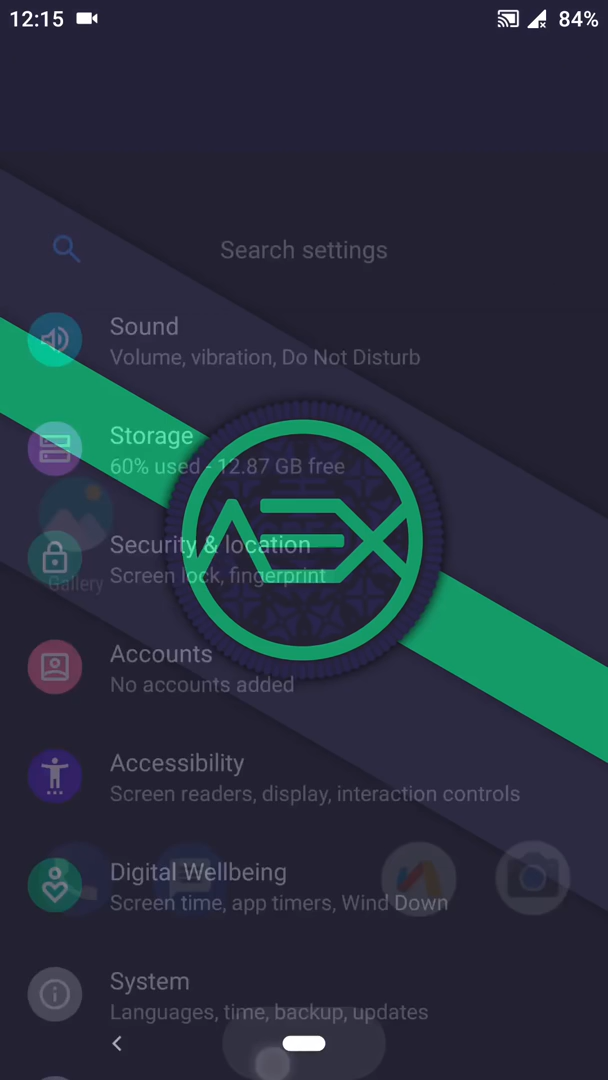 12:15
84%
Search settings
Sound
Volume, vibration, Do Not Disturb
Storage
60% used - 12.87 GB free
Gallery
AEX
Security & location
Screen lock, fingerprint
Accounts
No accounts added
Accessibility
Screen readers, display, interaction controls
Digital Wellbeing
Screen time, app timers, Wind Down
System
Languages, time, backup, updates